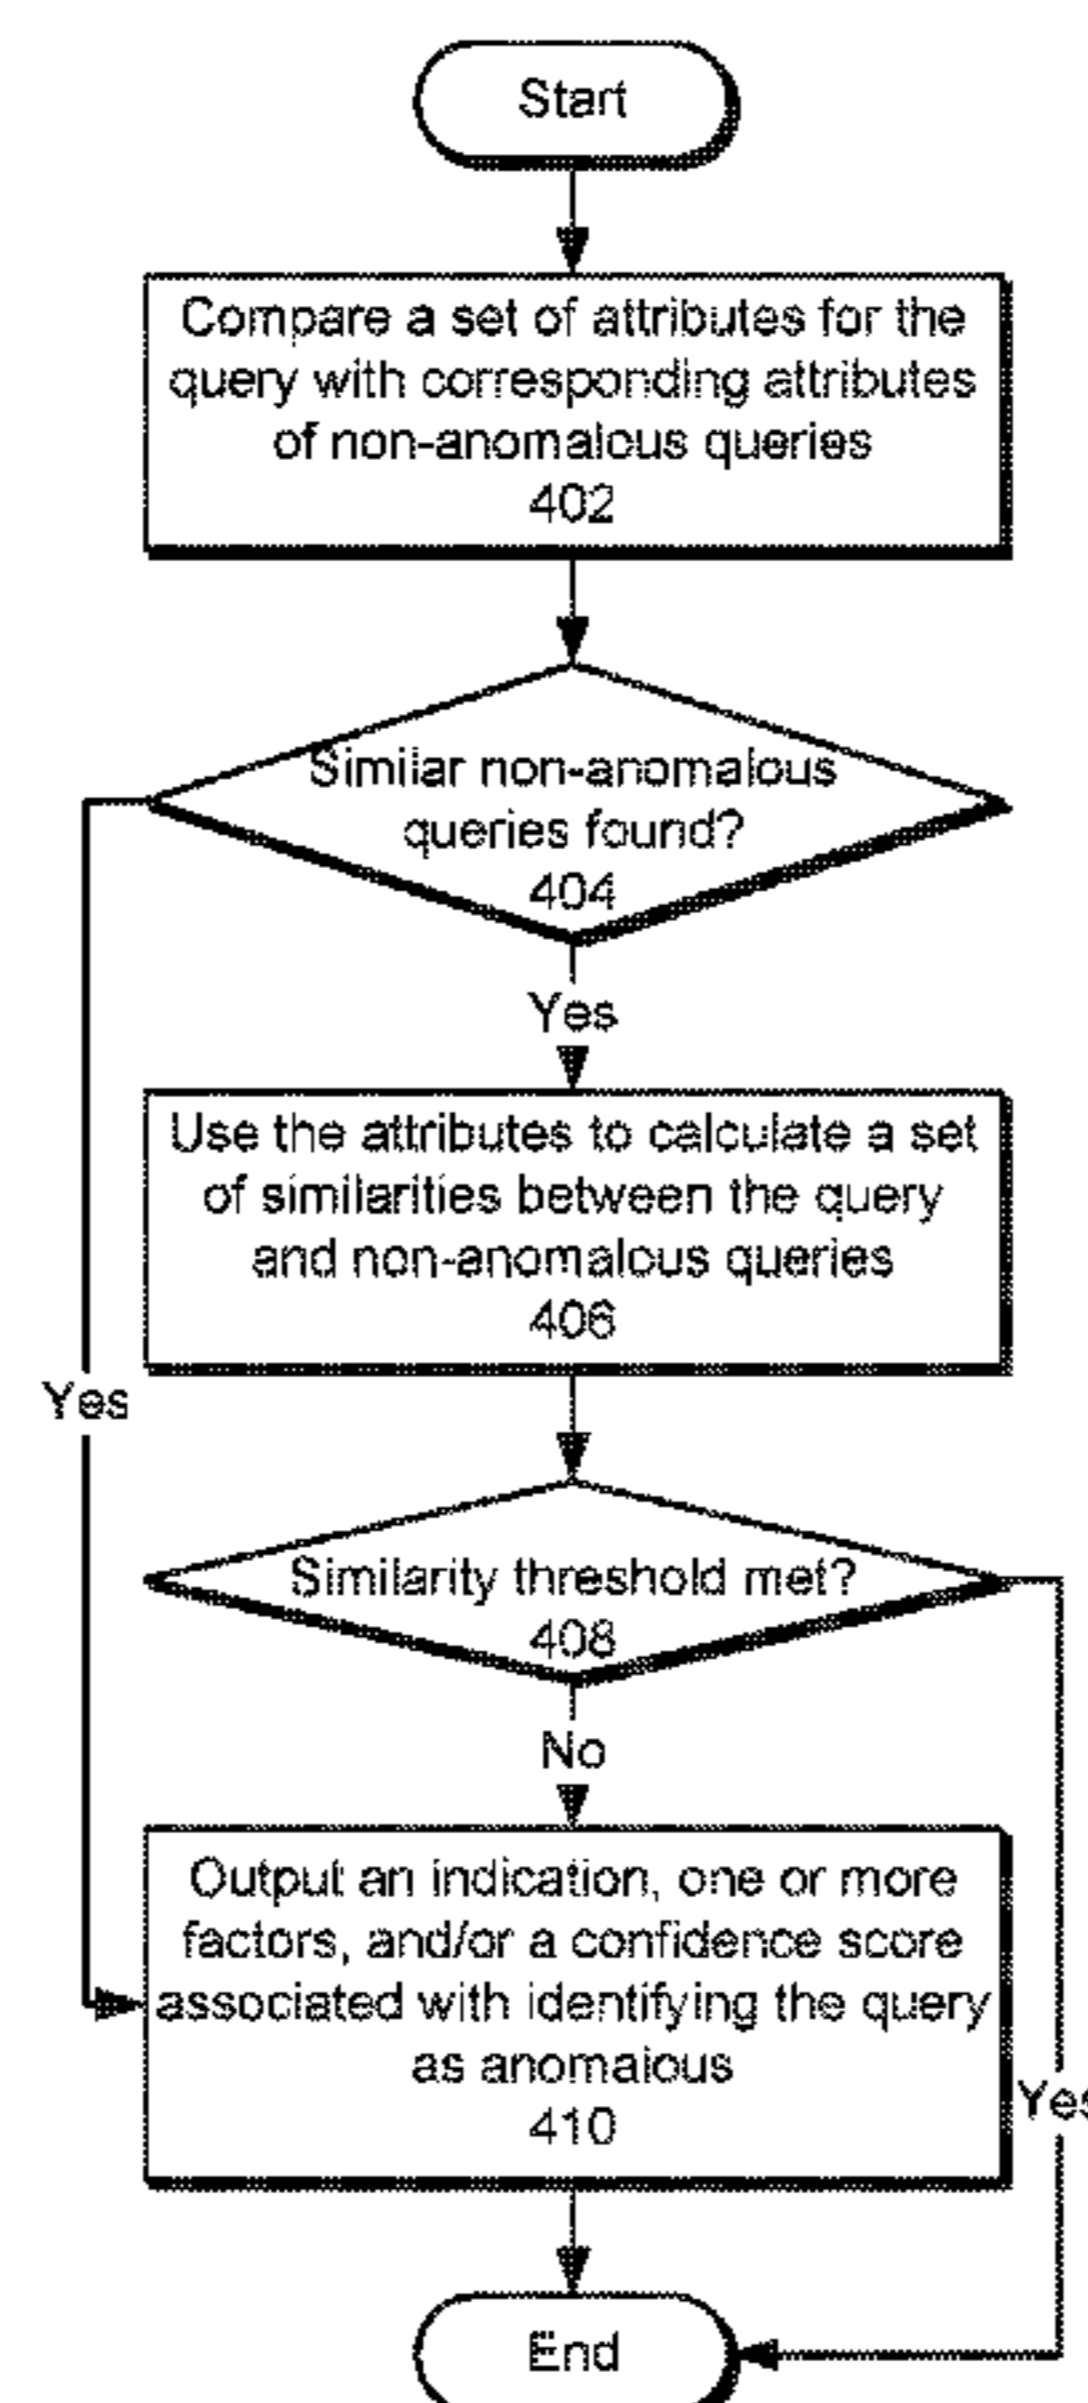 Start
Compare a set of attributes for the
query with corresponding attributes
of non-anomalous queries
402
Similar non-anomalous
queries found?
404
Yes
Use the attributes to calculate a set
of similarities between the query
and non-anomalous queries
406
Yes
Similarity threshold met?
408
No
Output an indication, one or more
factors, and/or a confidence score
associated with identifying the query
as anomalous
410
Yes
End